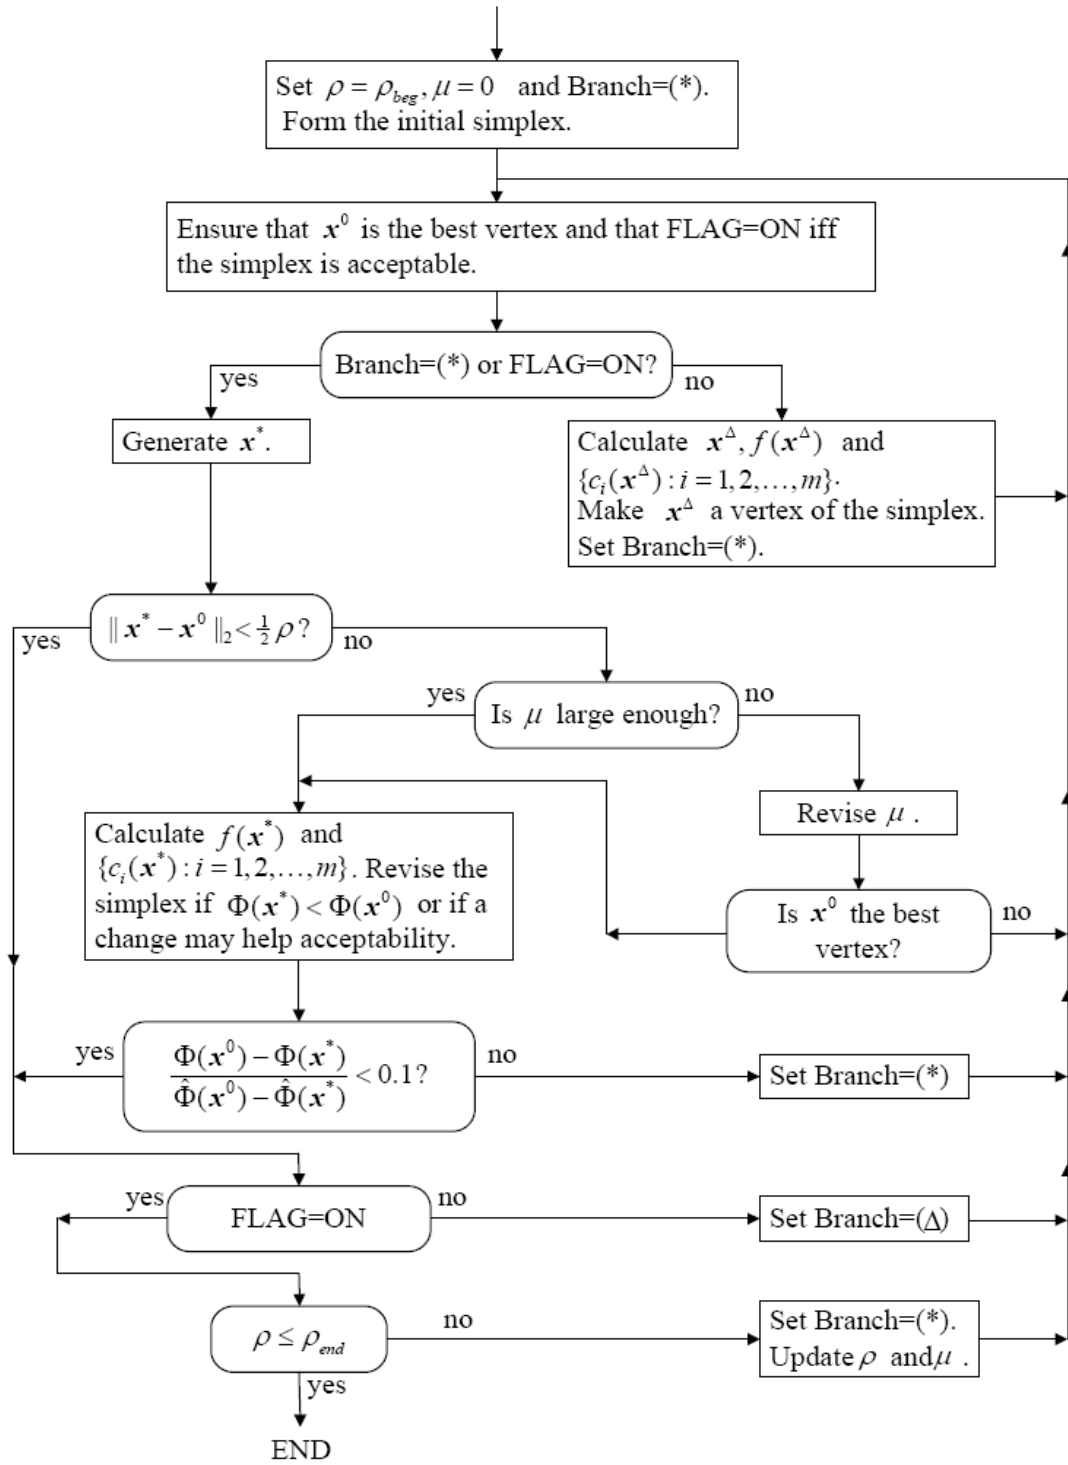 Set ρ = ρ_beg, μ = 0 and Branch=(*).
Form the initial simplex.
Ensure that x⁰ is the best vertex and that FLAG=ON iff
the simplex is acceptable.
Branch=(*) or FLAG=ON?
yes
no
Generate x*.
Calculate x^Δ, f(x^Δ) and
{c_i(x^Δ) : i = 1, 2, …, m}.
Make x^Δ a vertex of the simplex.
Set Branch=(*).
‖ x* − x⁰ ‖₂ < ½ ρ?
yes
no
Is μ large enough?
yes
no
Revise μ .
Calculate f(x*) and
{c_i(x*) : i = 1, 2, …, m}. Revise the
simplex if Φ(x*) < Φ(x⁰) or if a
change may help acceptability.
Is x⁰ the best
vertex?
no
yes
Φ(x⁰) − Φ(x*)
< 0.1?
Φ̂(x⁰) − Φ̂(x*)
no
Set Branch=(*)
yes
FLAG=ON
no
Set Branch=(Δ)
ρ ≤ ρ_end
no
Set Branch=(*).
Update ρ and μ .
yes
END